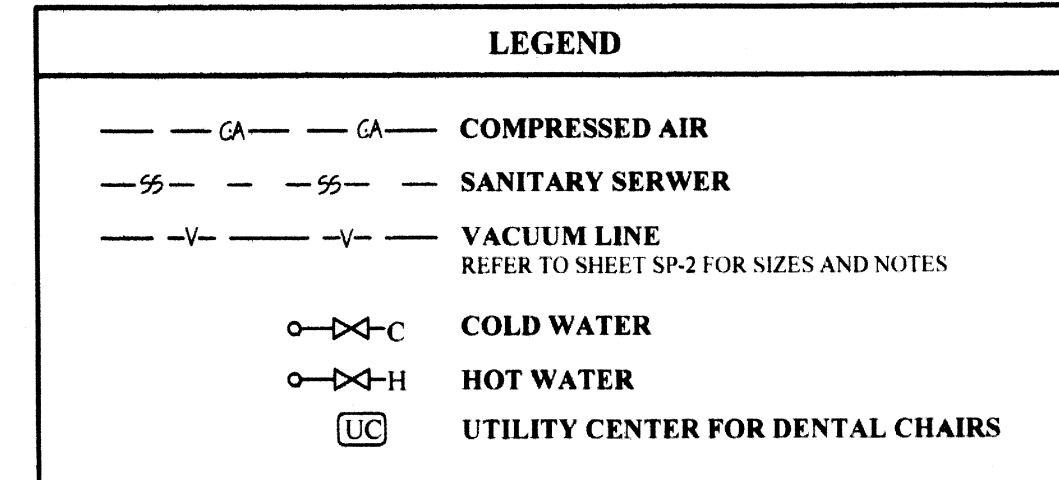 LEGEND
CA CA COMPRESSED AIR
SS SS SANITARY SERWER
V V VACUUM LINE
REFER TO SHEET SP-2 FOR SIZES AND NOTES
C COLD WATER
H HOT WATER
UC UTILITY CENTER FOR DENTAL CHAIRS